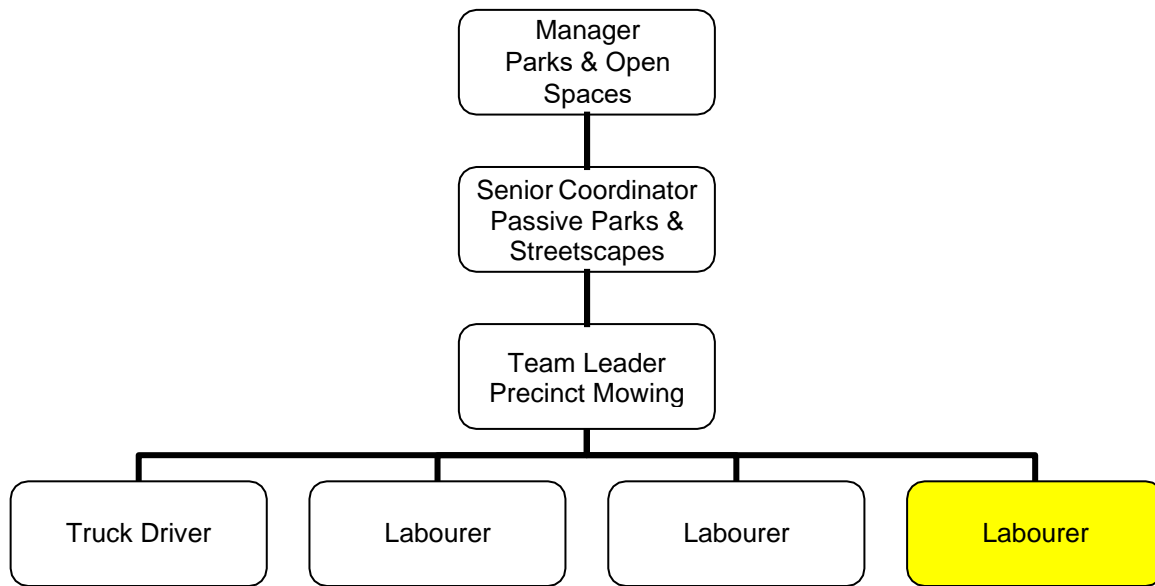 Manager
Parks & Open
Spaces
Senior Coordinator
Passive Parks &
Streetscapes
Team Leader
Precinct Mowing
Truck Driver
Labourer
Labourer
Labourer